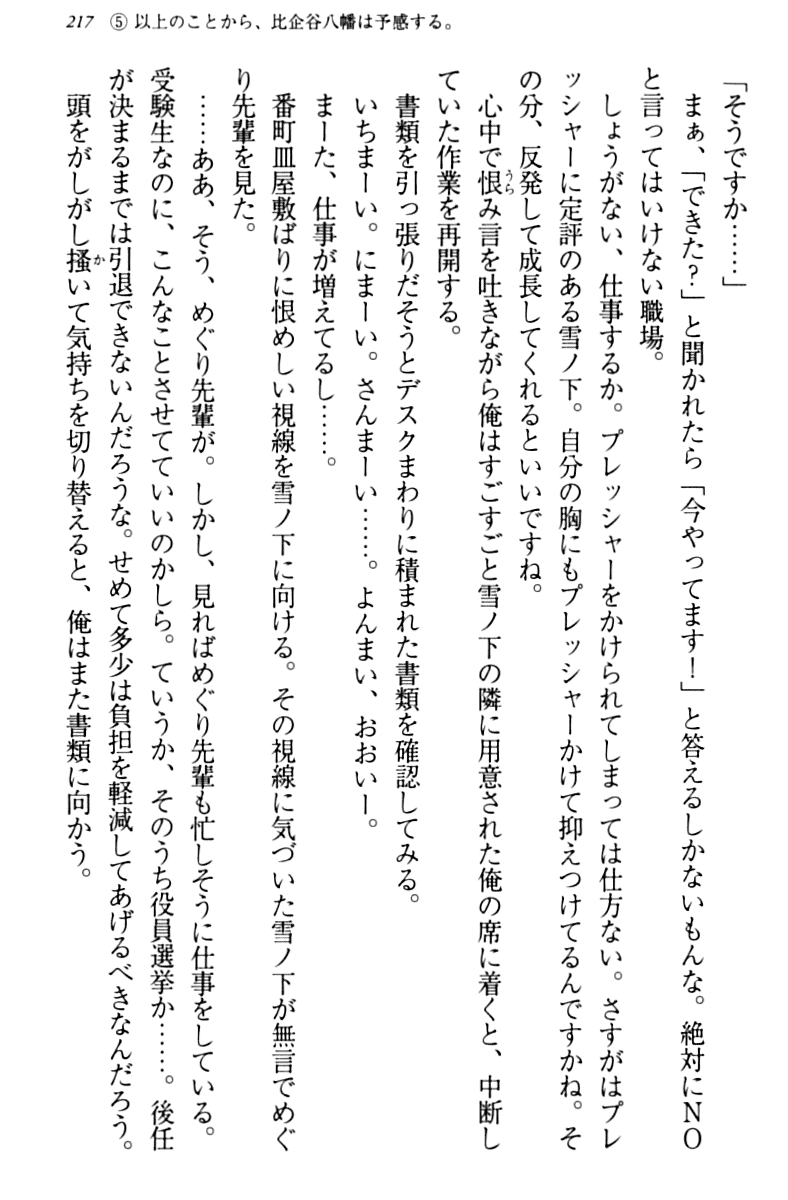 217 ⑤ 以上のことから、比企谷八幡は予感する。
「そうですか……」
まぁ、「できた?」と聞かれたら「今やってます!」と答えるしかないもんな。絶対にNO
と言ってはいけない職場。
しょうがない、仕事するか。プレッシャーをかけられてしまっては仕方ない。さすがはプレ
ッシャーに定評のある雪ノ下。自分の胸にもプレッシャーかけて抑えつけてるんですかね。そ
の分、反発して成長してくれるといいですね。
心中で恨み言を吐きながら俺はすごすごと雪ノ下の隣に用意された俺の席に着くと、中断し
ていた作業を再開する。
書類を引っ張りだそうとデスクまわりに積まれた書類を確認してみる。
いちまーい。にまーい。さんまーい……。よんまい、おおいー。
まーた、仕事が増えてるし……。
番町皿屋敷ばりに恨めしい視線を雪ノ下に向ける。その視線に気づいた雪ノ下が無言でめぐ
り先輩を見た。
……ああ、そう、めぐり先輩が。しかし、見ればめぐり先輩も忙しそうに仕事をしている。
受験生なのに、こんなことさせてていいのかしら。ていうか、そのうち役員選挙か……。後任
が決まるまでは引退できないんだろうな。せめて多少は負担を軽減してあげるべきなんだろう。
頭をがしがし掻いて気持ちを切り替えると、俺はまた書類に向かう。